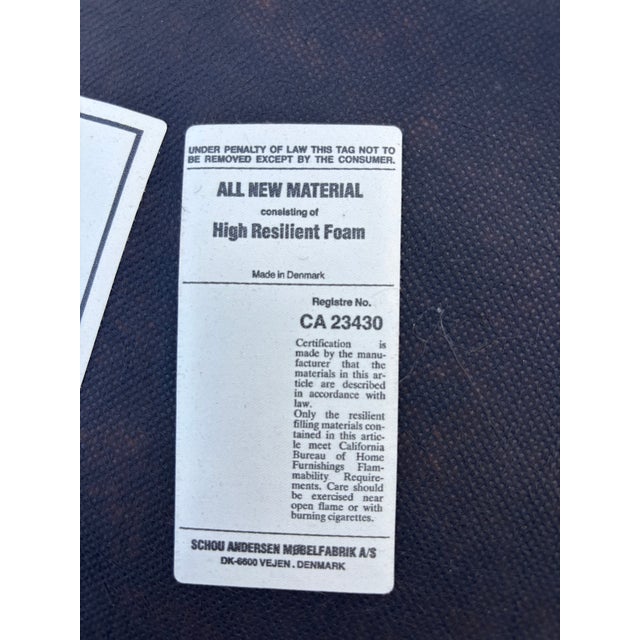 UNDER PENALTY OF LAW THIS TAG NOT TO
BE REMOVED EXCEPT BY THE CONSUMER.
ALL NEW MATERIAL
consisting of
High Resilient Foam
Made in Denmark
Registre No.
CA 23430
Certification is
made by the manu-
facturer that the
materials in this ar-
ticle are described
in accordance with
law.
Only the resilient
filling materials con-
tained in this artic-
le meet California
Bureau of Home
Furnishings Flam-
mability Require-
ments. Care should
be exercised near
open flame or with
burning cigarettes.
SCHOU ANDERSEN MØBELFABRIK A/S
DK-6600 VEJEN. DENMARK